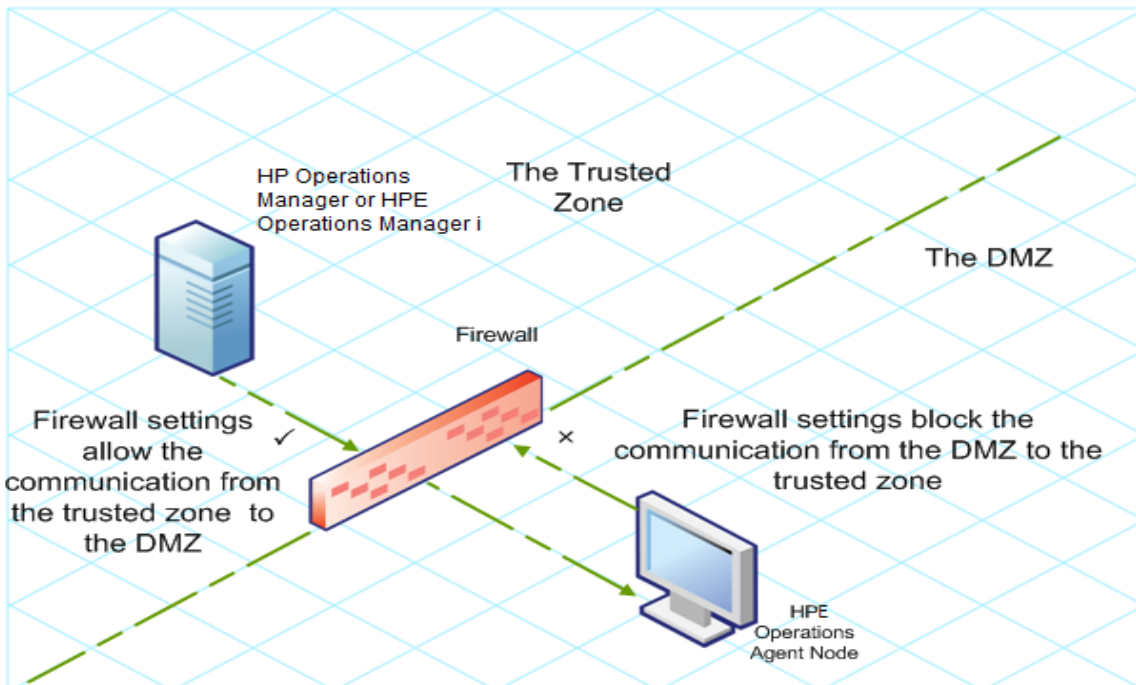 HP Operations
Manager or HPE
Operations Manager i
The Trusted
Zone
The DMZ
Firewall
Firewall settings
allow the
communication from
the trusted zone to
the DMZ
Firewall settings block the
communication from the DMZ to the
trusted zone
HPE
Operations
Agent Node